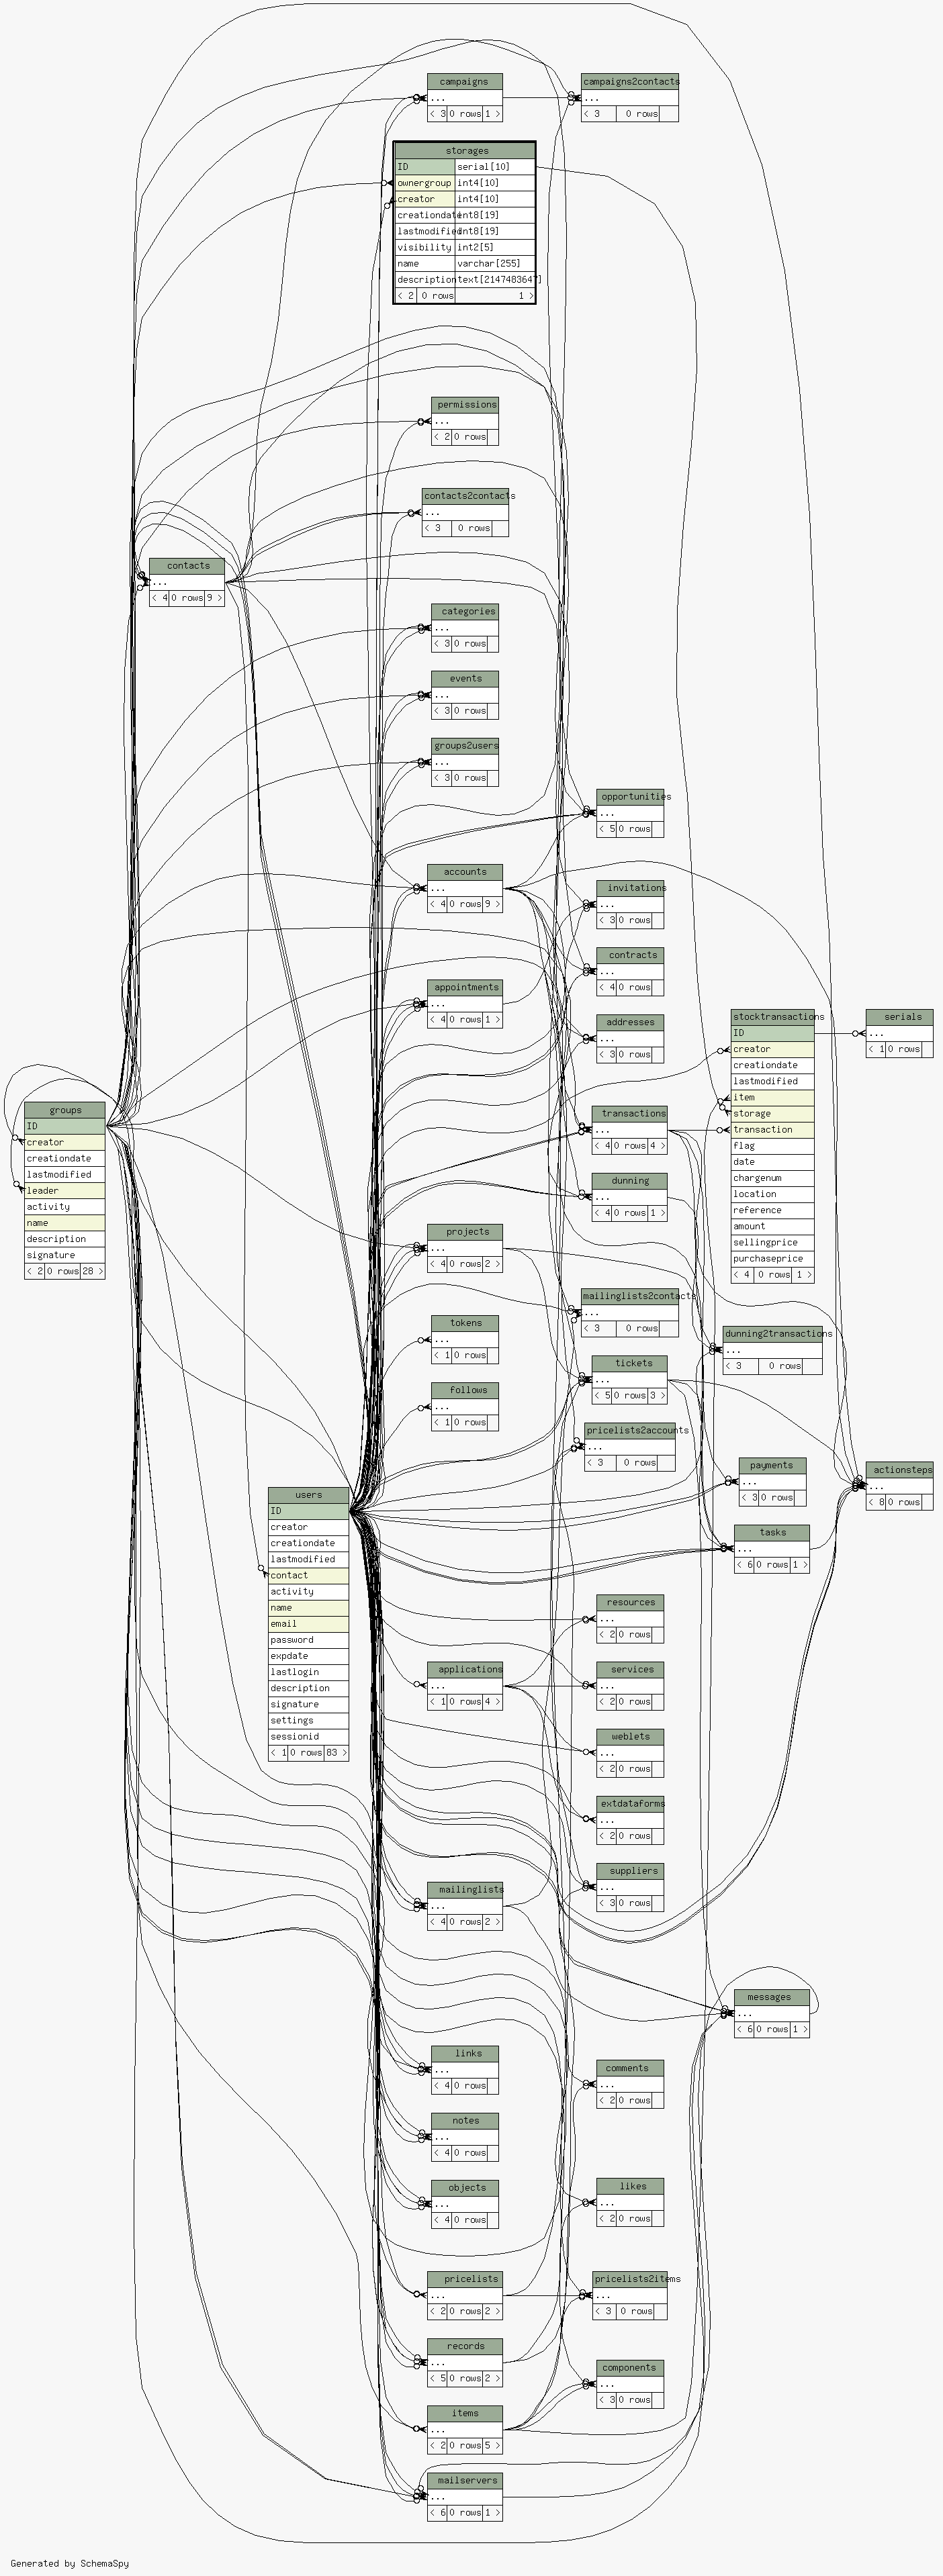 campaigns
...
< 3 0 rows 1 >
campaigns2contacts
...
< 3 0 rows
storages
ID serial[10]
ownergroup int4[10]
creator int4[10]
creationdate int8[19]
lastmodified int8[19]
visibility int2[5]
name varchar[255]
description text[2147483647]
< 2 0 rows 1 >
permissions
...
< 2 0 rows
contacts2contacts
...
< 3 0 rows
contacts
...
< 4 0 rows 9 >
categories
...
< 3 0 rows
events
...
< 3 0 rows
groups2users
...
< 3 0 rows
opportunities
...
< 5 0 rows
accounts
...
< 4 0 rows 9 >
invitations
...
< 3 0 rows
contracts
...
< 4 0 rows
appointments
...
< 4 0 rows 1 >
addresses
...
< 3 0 rows
stocktransactions
ID
creator
creationdate
lastmodified
item
storage
transaction
flag
date
chargenum
location
reference
amount
sellingprice
purchaseprice
< 4 0 rows 1 >
serials
...
< 1 0 rows
groups
ID
creator
creationdate
lastmodified
leader
activity
name
description
signature
< 2 0 rows 28 >
transactions
...
< 4 0 rows 4 >
dunning
...
< 4 0 rows 1 >
projects
...
< 4 0 rows 2 >
mailinglists2contacts
...
< 3 0 rows
tokens
...
< 1 0 rows
dunning2transactions
...
< 3 0 rows
tickets
...
< 5 0 rows 3 >
follows
...
< 1 0 rows
pricelists2accounts
...
< 3 0 rows
payments
...
< 3 0 rows
actionsteps
...
< 8 0 rows
users
ID
creator
creationdate
lastmodified
contact
activity
name
email
password
expdate
lastlogin
description
signature
settings
sessionid
< 1 0 rows 83 >
tasks
...
< 6 0 rows 1 >
resources
...
< 2 0 rows
applications
...
< 1 0 rows 4 >
services
...
< 2 0 rows
weblets
...
< 2 0 rows
extdataforms
...
< 2 0 rows
suppliers
...
< 3 0 rows
mailinglists
...
< 4 0 rows 2 >
messages
...
< 6 0 rows 1 >
links
...
< 4 0 rows
comments
...
< 2 0 rows
notes
...
< 4 0 rows
objects
...
< 4 0 rows
likes
...
< 2 0 rows
pricelists
...
< 2 0 rows 2 >
pricelists2items
...
< 3 0 rows
records
...
< 5 0 rows 2 >
components
...
< 3 0 rows
items
...
< 2 0 rows 5 >
mailservers
...
< 6 0 rows 1 >
Generated by SchemaSpy